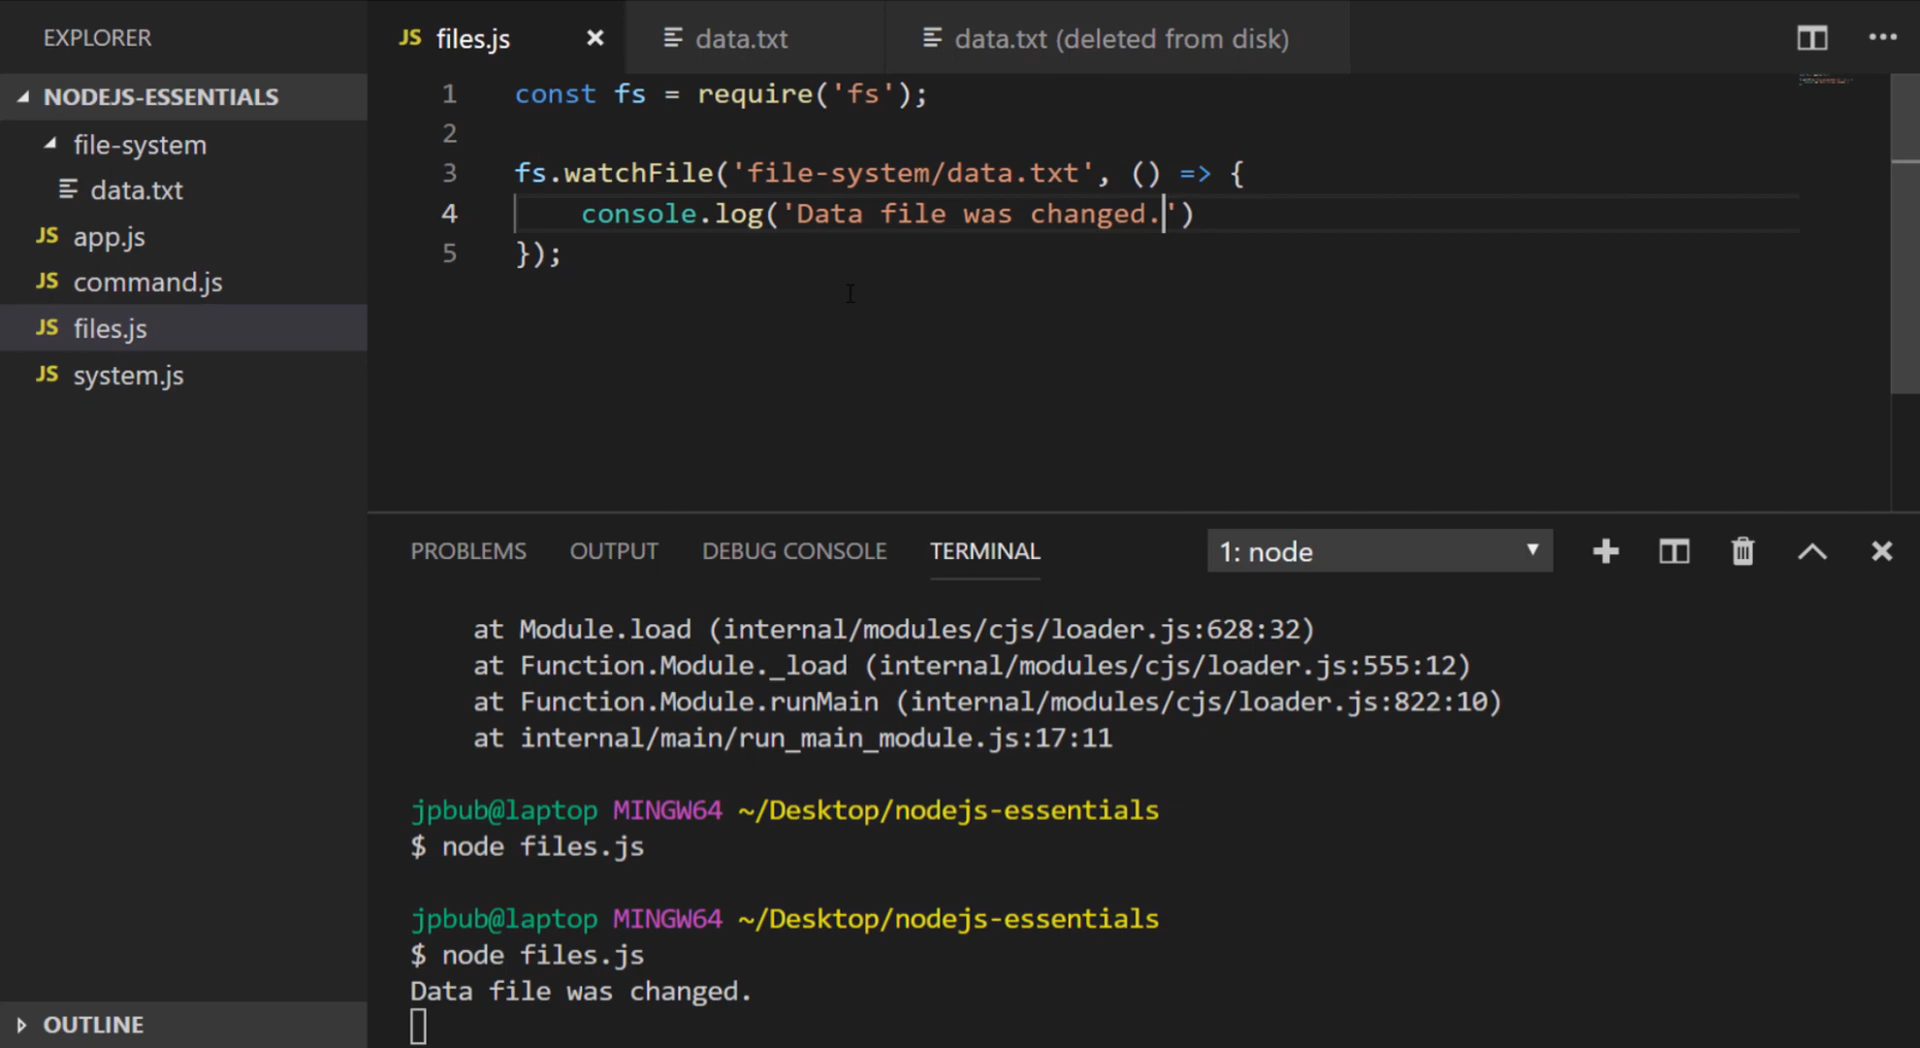 EXPLORER
NODEJS-ESSENTIALS
file-system
data.txt
JS app.js
JS command.js
JS files.js
JS system.js
OUTLINE
JS files.js
data.txt
data.txt (deleted from disk)
1 const fs = require('fs');
2
3 fs.watchFile('file-system/data.txt', () => {
4 console.log('Data file was changed.')
5 });
PROBLEMS OUTPUT DEBUG CONSOLE TERMINAL 1: node
at Module.load (internal/modules/cjs/loader.js:628:32)
at Function.Module._load (internal/modules/cjs/loader.js:555:12)
at Function.Module.runMain (internal/modules/cjs/loader.js:822:10)
at internal/main/run_main_module.js:17:11
jpbub@laptop MINGW64 ~/Desktop/nodejs-essentials
$ node files.js
jpbub@laptop MINGW64 ~/Desktop/nodejs-essentials
$ node files.js
Data file was changed.